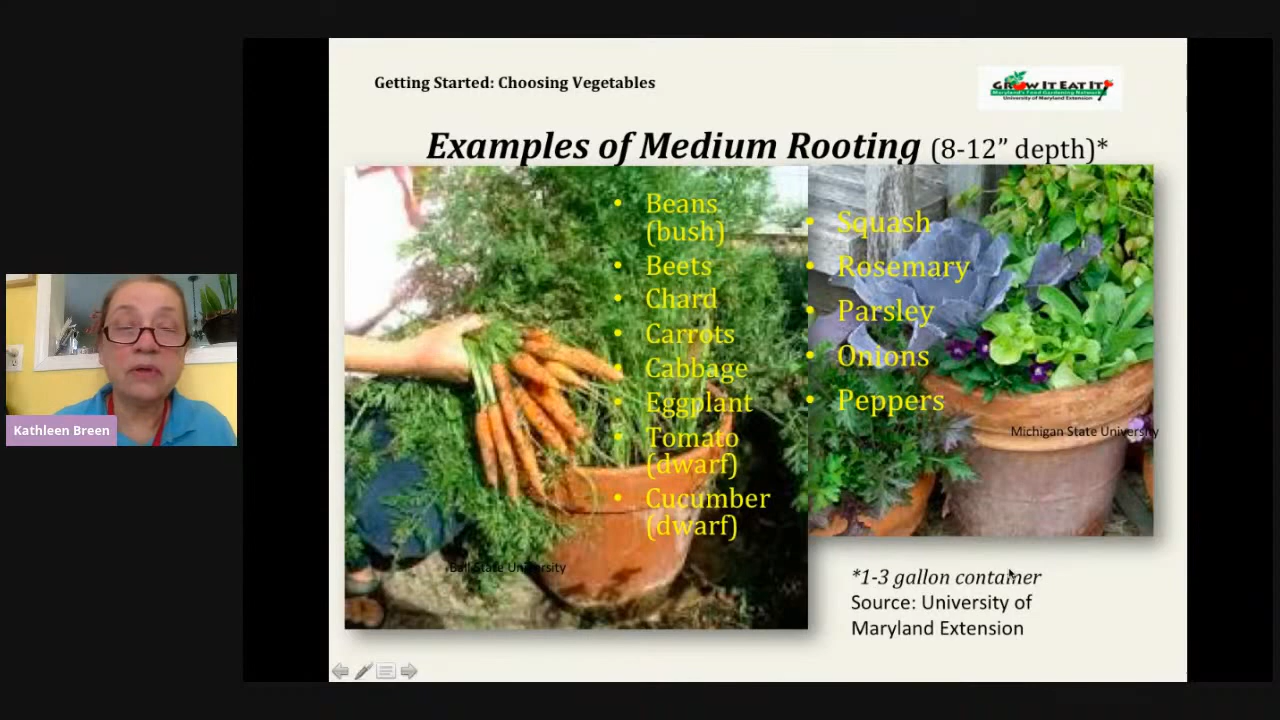 Getting Started: Choosing Vegetables
GROW IT EAT IT
Maryland's Food Gardening Network
University of Maryland Extension
Examples of Medium Rooting (8-12” depth)*
• Beans
(bush)
• Beets
• Chard
• Carrots
• Cabbage
• Eggplant
• Tomato
(dwarf)
• Cucumber
(dwarf)
• Squash
• Rosemary
• Parsley
• Onions
• Peppers
Michigan State University
Ball State University
*1-3 gallon container
Source: University of
Maryland Extension
Kathleen Breen